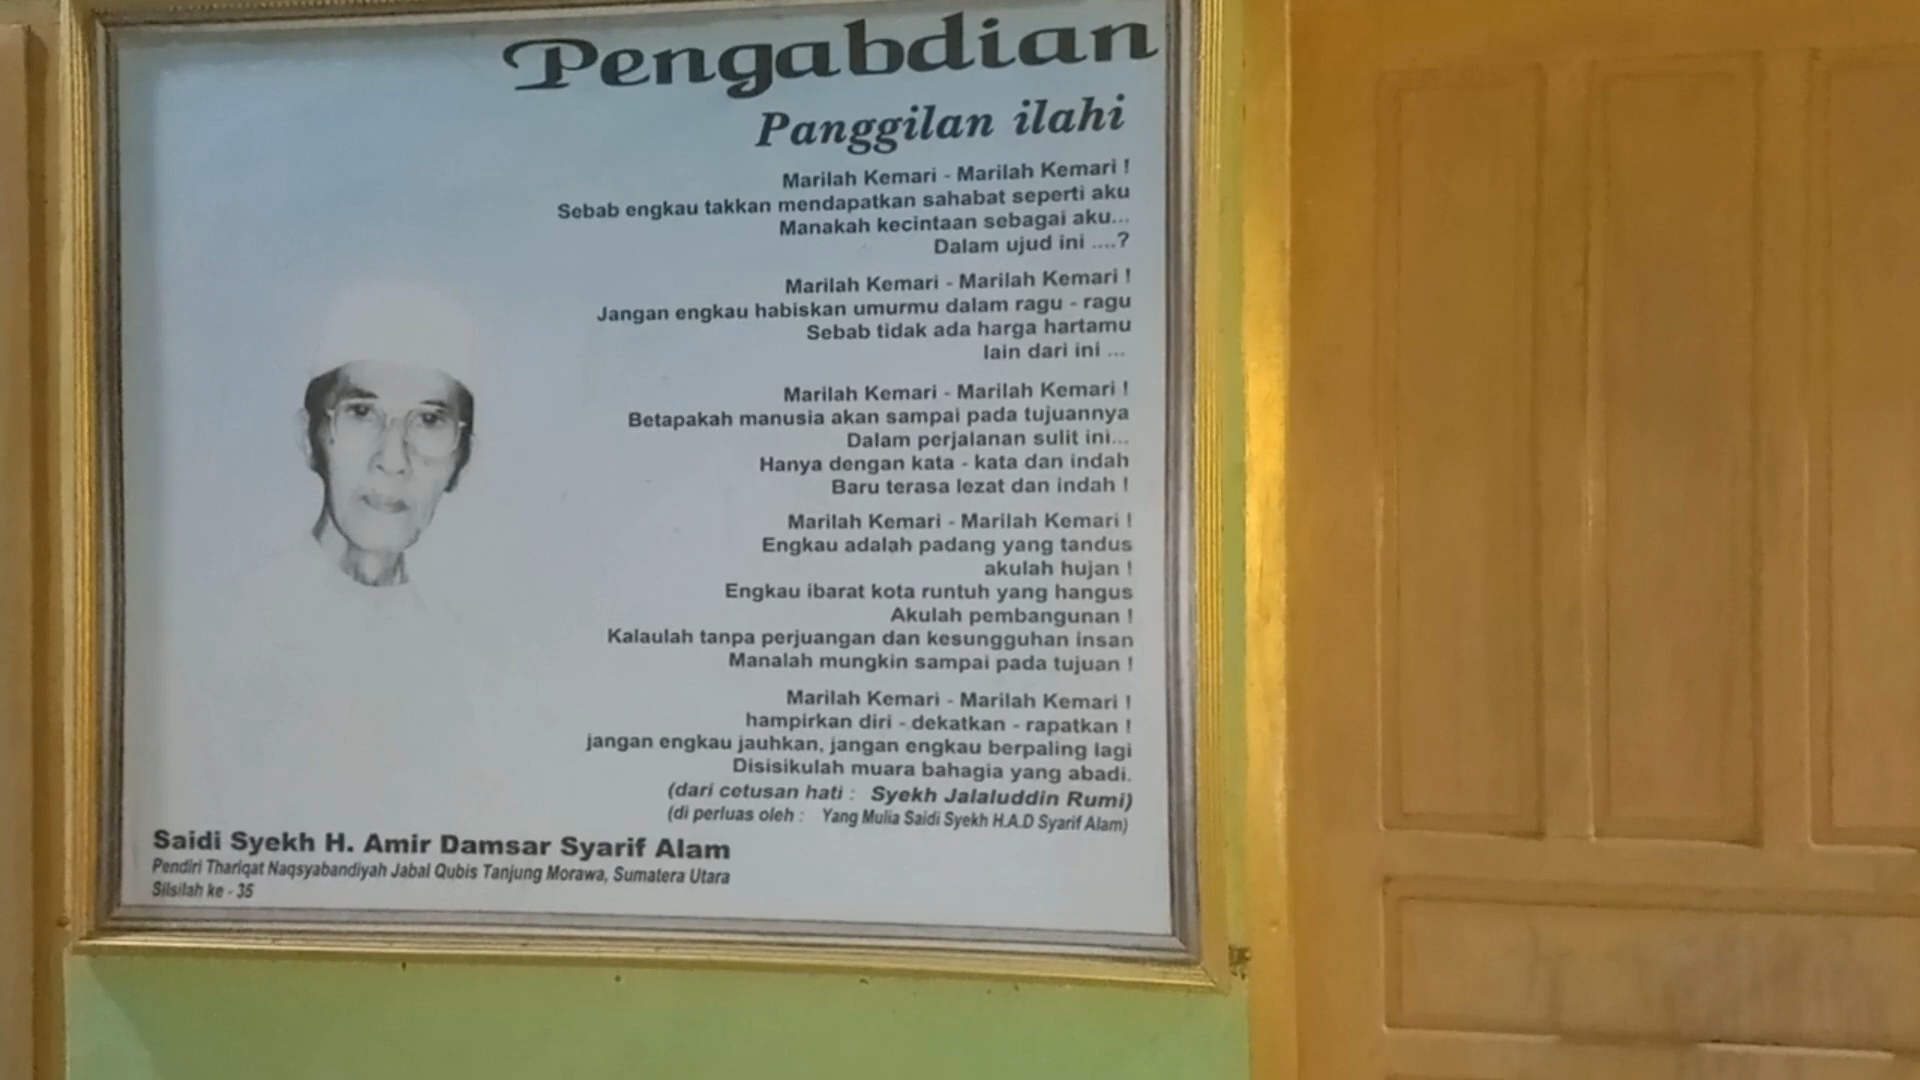 Pengabdian
Panggilan ilahi
Marilah Kemari - Marilah Kemari !
Sebab engkau takkan mendapatkan sahabat seperti aku
Manakah kecintaan sebagai aku...
Dalam ujud ini ....?
Marilah Kemari - Marilah Kemari !
Jangan engkau habiskan umurmu dalam ragu - ragu
Sebab tidak ada harga hartamu
lain dari ini ...
Marilah Kemari - Marilah Kemari !
Betapakah manusia akan sampai pada tujuannya
Dalam perjalanan sulit ini...
Hanya dengan kata - kata dan indah
Baru terasa lezat dan indah !
Marilah Kemari - Marilah Kemari !
Engkau adalah padang yang tandus
akulah hujan !
Engkau ibarat kota runtuh yang hangus
Akulah pembangunan !
Kalaulah tanpa perjuangan dan kesungguhan insan
Manalah mungkin sampai pada tujuan !
Marilah Kemari - Marilah Kemari !
hampirkan diri - dekatkan - rapatkan !
jangan engkau jauhkan, jangan engkau berpaling lagi
Disisikulah muara bahagia yang abadi.
(dari cetusan hati : Syekh Jalaluddin Rumi)
(di perluas oleh : Yang Mulia Saidi Syekh H.A.D Syarif Alam)
Saidi Syekh H. Amir Damsar Syarif Alam
Pendiri Thariqat Naqsyabandiyah Jabal Qubis Tanjung Morawa, Sumatera Utara
Silsilah ke - 35